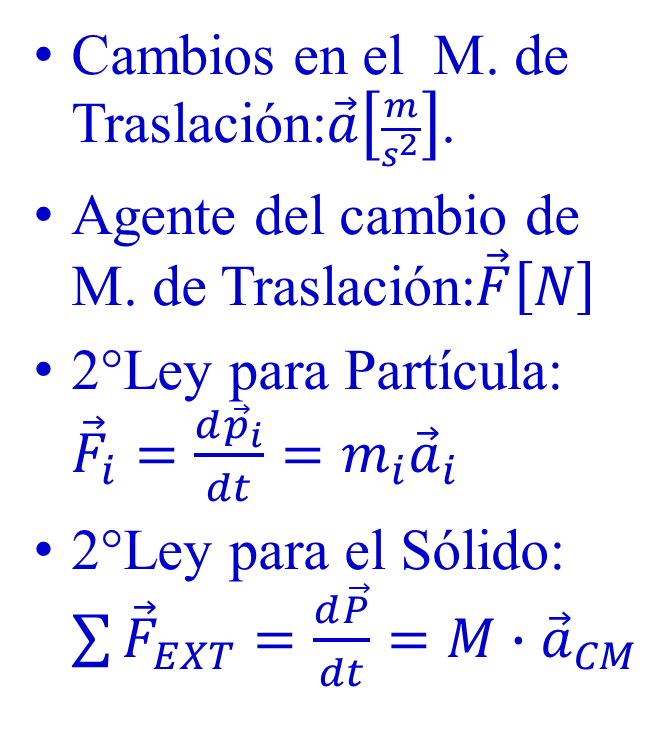 • Cambios en el M. de
Traslación:$\vec{a}\left[\frac{m}{s^2}\right]$.
• Agente del cambio de
M. de Traslación:$\vec{F}[N]$
• 2°Ley para Partícula:
$\vec{F}_i = \frac{d\vec{p}_i}{dt} = m_i\vec{a}_i$
• 2°Ley para el Sólido:
$\sum \vec{F}_{EXT} = \frac{d\vec{P}}{dt} = M \cdot \vec{a}_{CM}$